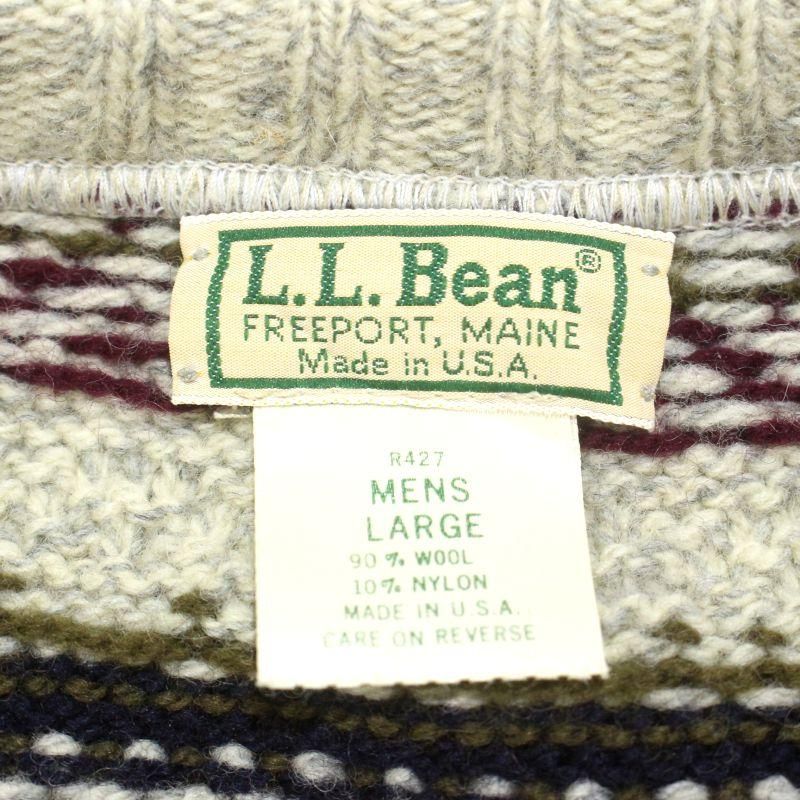 L.L.Bean®
FREEPORT, MAINE
Made in U.S.A.
R427
MENS
LARGE
90% WOOL
10% NYLON
MADE IN U.S.A.
CARE ON REVERSE